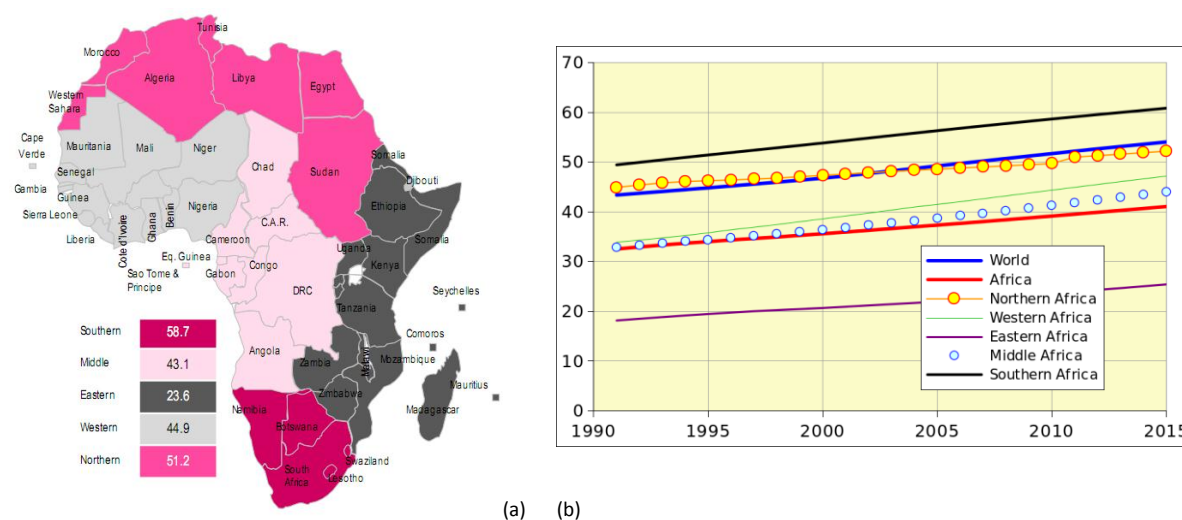 Tunisia
Morocco
Algeria
Libya
Egypt
Western
Sahara
Cape
Verde
Mauritania
Mali
Niger
Chad
Sudan
Somalia
Djibouti
Senegal
Gambia
Guinea
Sierra Leone
Liberia
Cote d'Ivoire
Ghana
Benin
Nigeria
C.A.R.
Ethiopia
Somalia
Cameroon
Eq. Guinea
Sao Tome &
Principe
Gabon
Congo
DRC
Uganda
Kenya
Seychelles
Tanzania
Comoros
Angola
Zambia
Malawi
Mozambique
Zimbabwe
Mauritius
Madagascar
Namibia
Botswana
Swaziland
South
Africa
Lesotho
Southern 58.7
Middle 43.1
Eastern 23.6
Western 44.9
Northern 51.2
(a)
(b)
70
60
50
40
30
20
10
0
1990 1995 2000 2005 2010 2015
World
Africa
Northern Africa
Western Africa
Eastern Africa
Middle Africa
Southern Africa